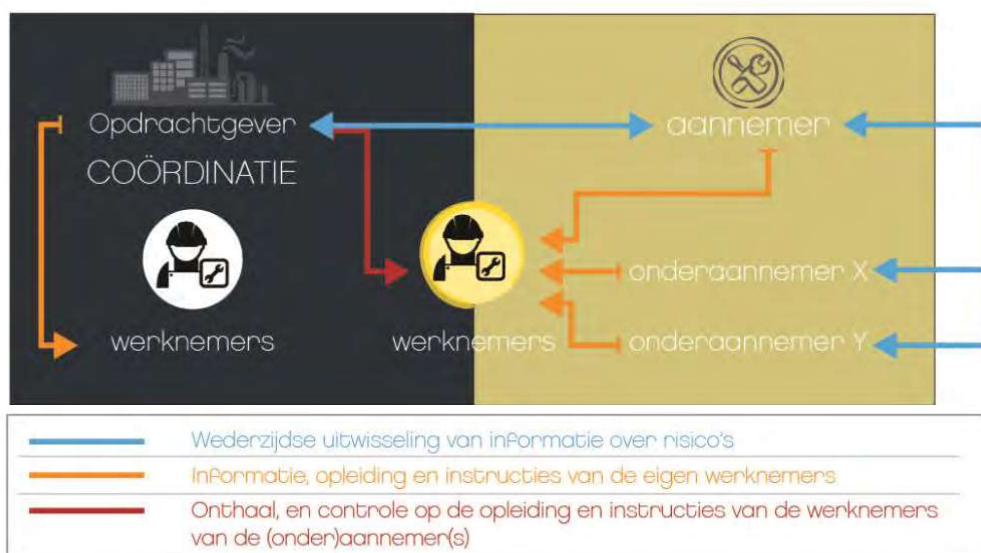 Opdrachtgever
aannemer
COÖRDINATIE
onderaannemer X
werknemers
werknemers
onderaannemer Y
Wederzijdse uitwisseling van informatie over risico's
Informatie, opleiding en instructies van de eigen werknemers
Onthaal, en controle op de opleiding en instructies van de werknemers
van de (onder)aannemer(s)